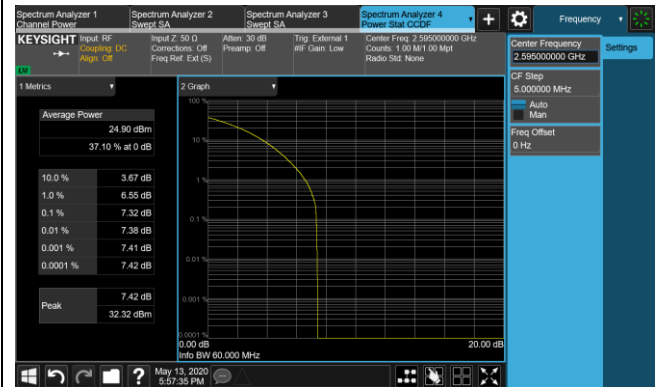 Spectrum Analyzer 1
Channel Power
Spectrum Analyzer 2
Swept SA
Spectrum Analyzer 3
Swept SA
Spectrum Analyzer 4
Power Stat CCDF
+
Frequency
KEYSIGHT
Input: RF
Coupling: DC
Align: Off
Input Z: 50 Ω
Corrections: Off
Freq Ref: Ext (S)
Atten: 30 dB
Preamp: Off
Trig: External 1
#IF Gain: Low
Center Freq: 2.595000000 GHz
Counts: 1.00 M/1.00 Mpt
Radio Std: None
Center Frequency
2.595000000 GHz
Settings
CF Step
5.000000 MHz
Auto
Man
Freq Offset
0 Hz
1 Metrics
2 Graph
Average Power
24.90 dBm
37.10 % at 0 dB
10.0 % 3.67 dB
1.0 % 6.55 dB
0.1 % 7.32 dB
0.01 % 7.38 dB
0.001 % 7.41 dB
0.0001 % 7.42 dB
Peak
7.42 dB
32.32 dBm
100 %
10 %
1 %
0.1 %
0.01 %
0.001 %
0.0001 %
0.00 dB 20.00 dB
Info BW 60.000 MHz
?
May 13, 2020
5:57:35 PM